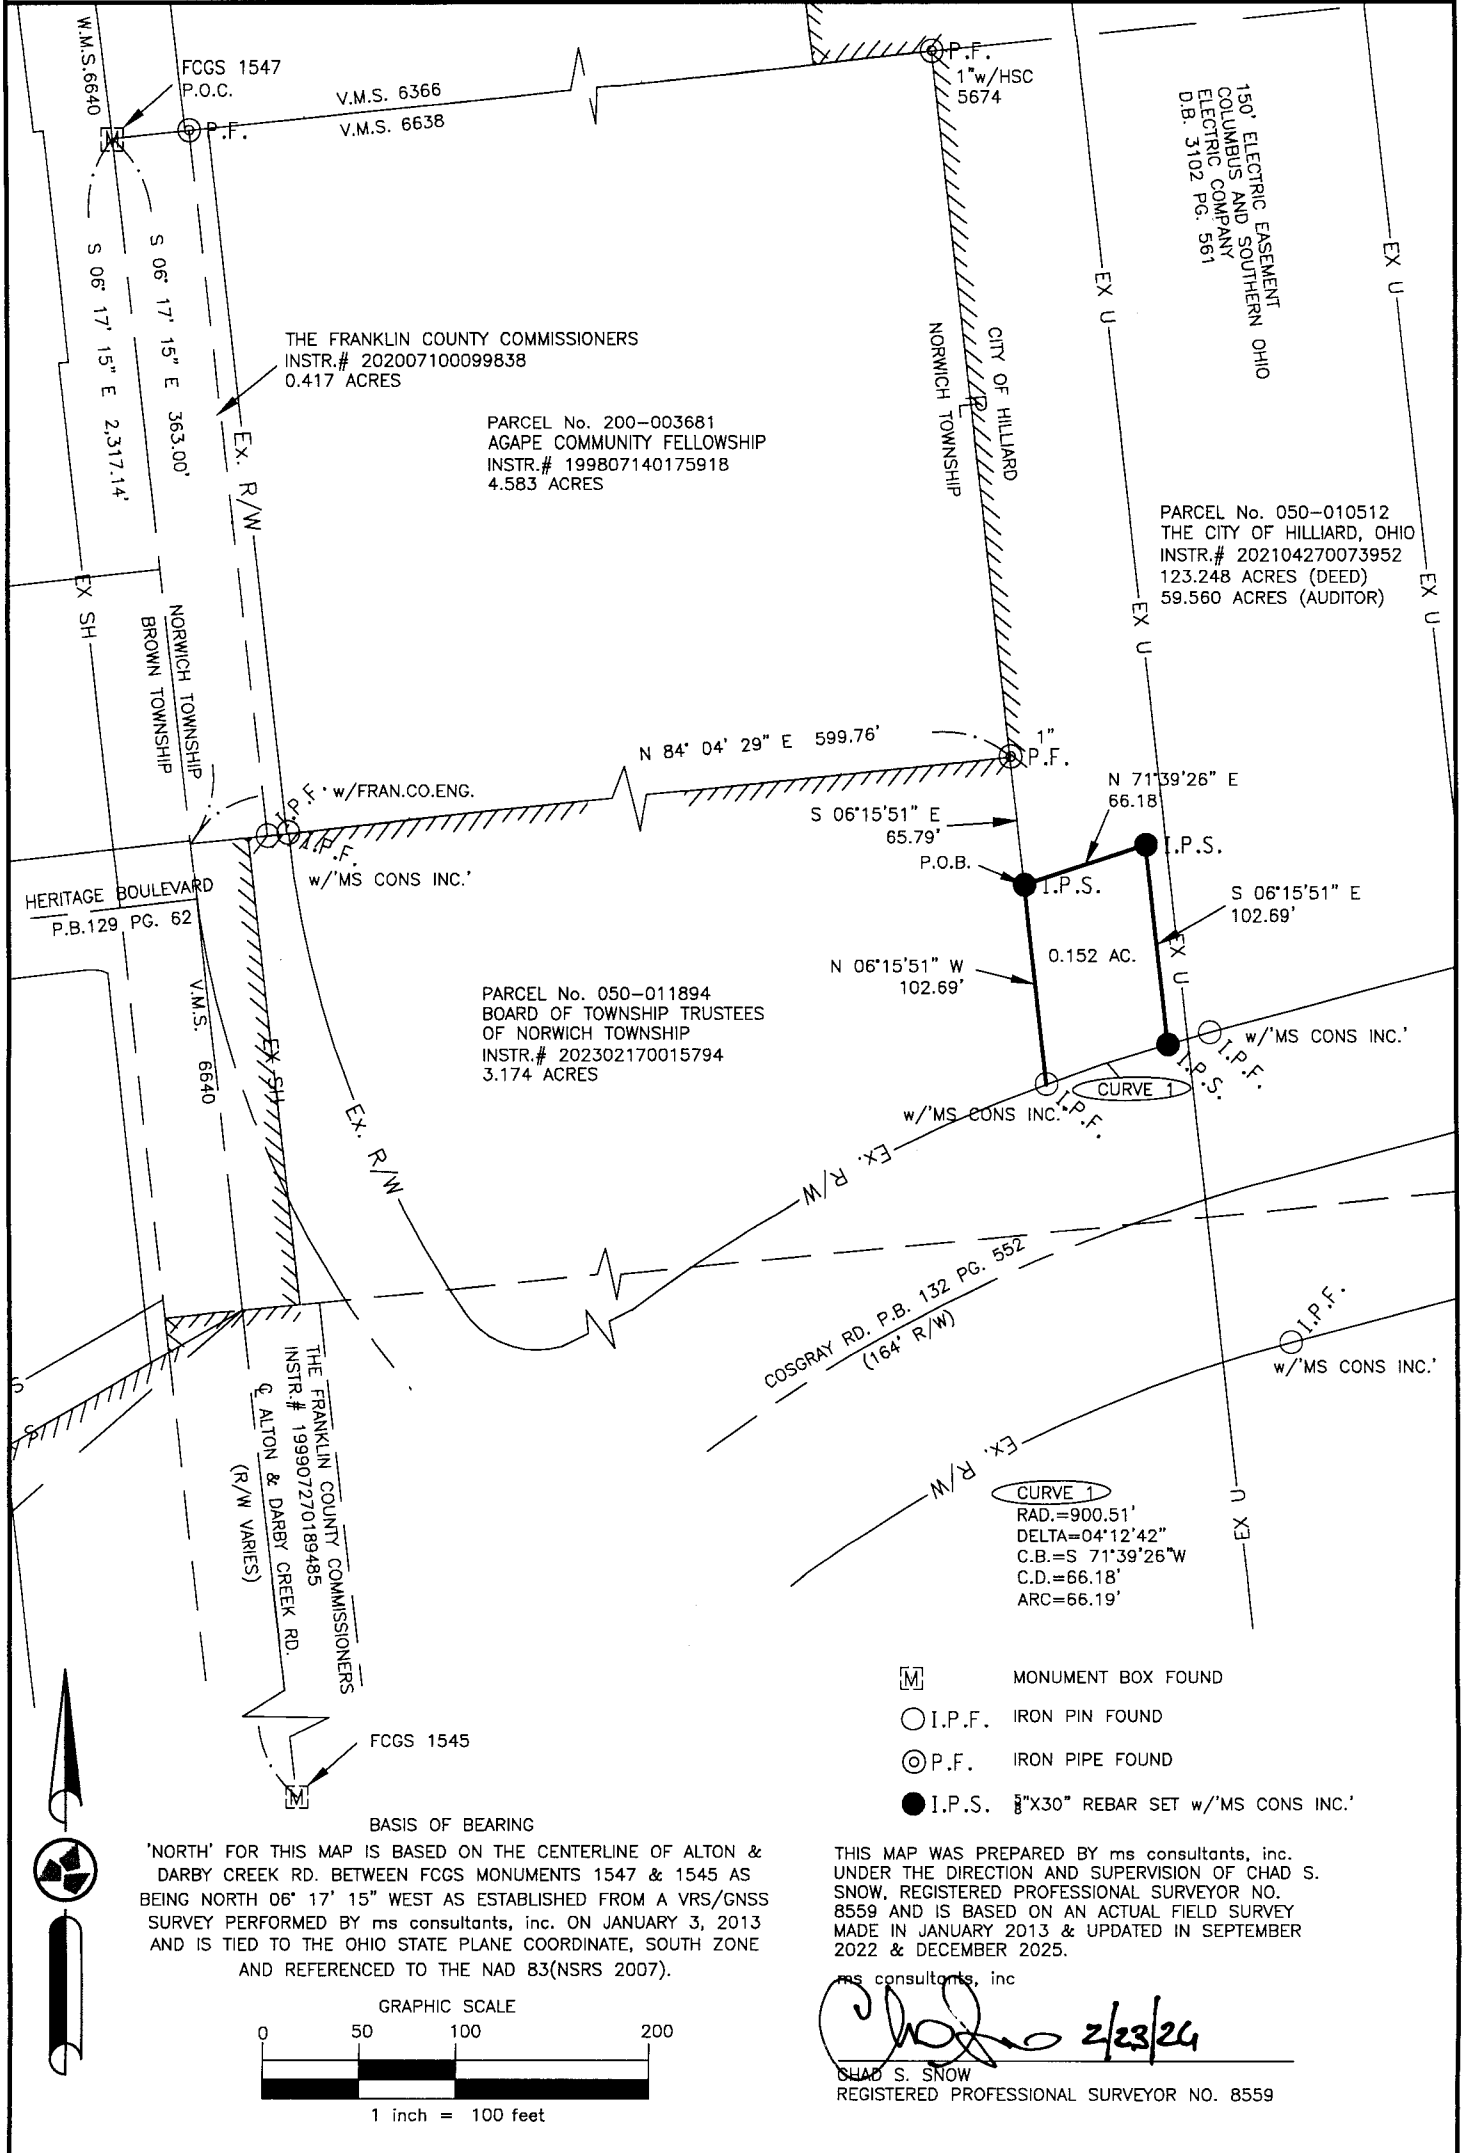 W.M.S.6640
FCGS 1547
P.O.C.
M
P.F.
V.M.S. 6366
V.M.S. 6638
P.F.
1"w/HSC
5674
150' ELECTRIC EASEMENT
COLUMBUS AND SOUTHERN OHIO
ELECTRIC COMPANY
D.B. 3102 PG. 561
EX U
EX U
S 06° 17' 15" E 2,317.14'
S 06° 17' 15" E 363.00'
THE FRANKLIN COUNTY COMMISSIONERS
INSTR.# 202007100099838
0.417 ACRES
Ex. R/W
PARCEL No. 200-003681
AGAPE COMMUNITY FELLOWSHIP
INSTR.# 199807140175918
4.583 ACRES
CITY OF HILLIARD
NORWICH TOWNSHIP
PARCEL No. 050-010512
THE CITY OF HILLIARD, OHIO
INSTR.# 202104270073952
123.248 ACRES (DEED)
59.560 ACRES (AUDITOR)
EX U
EX U
EX SH
NORWICH TOWNSHIP
BROWN TOWNSHIP
N 84° 04' 29" E 599.76'
1"
P.F.
N 71°39'26" E
66.18'
S 06°15'51" E
65.79'
P.O.B.
I.P.S.
I.P.S.
I.P.F. w/FRAN.CO.ENG.
I.P.F.
w/'MS CONS INC.'
HERITAGE BOULEVARD
P.B.129 PG. 62
V.M.S. 6640
EX SH
S 06°15'51" E
102.69'
N 06°15'51" W
102.69'
0.152 AC.
EX U
PARCEL No. 050-011894
BOARD OF TOWNSHIP TRUSTEES
OF NORWICH TOWNSHIP
INSTR.# 202302170015794
3.174 ACRES
w/'MS CONS INC.'
I.P.F.
I.P.S.
CURVE 1
w/'MS CONS INC.'
I.P.F.
Ex. R/W
Ex. R/W
COSGRAY RD. P.B. 132 PG. 552
(164' R/W)
I.P.F.
w/'MS CONS INC.'
Ex. R/W
EX U
S
THE FRANKLIN COUNTY COMMISSIONERS
INSTR.# 199907270189485
℄ ALTON & DARBY CREEK RD.
(R/W VARIES)
CURVE 1
RAD.=900.51'
DELTA=04°12'42"
C.B.=S 71°39'26"W
C.D.=66.18'
ARC=66.19'
FCGS 1545
M
M MONUMENT BOX FOUND
I.P.F. IRON PIN FOUND
P.F. IRON PIPE FOUND
I.P.S. 5/8"X30" REBAR SET w/'MS CONS INC.'
BASIS OF BEARING
'NORTH' FOR THIS MAP IS BASED ON THE CENTERLINE OF ALTON &
DARBY CREEK RD. BETWEEN FCGS MONUMENTS 1547 & 1545 AS
BEING NORTH 06° 17' 15" WEST AS ESTABLISHED FROM A VRS/GNSS
SURVEY PERFORMED BY ms consultants, inc. ON JANUARY 3, 2013
AND IS TIED TO THE OHIO STATE PLANE COORDINATE, SOUTH ZONE
AND REFERENCED TO THE NAD 83(NSRS 2007).
GRAPHIC SCALE
0 50 100 200
1 inch = 100 feet
THIS MAP WAS PREPARED BY ms consultants, inc.
UNDER THE DIRECTION AND SUPERVISION OF CHAD S.
SNOW, REGISTERED PROFESSIONAL SURVEYOR NO.
8559 AND IS BASED ON AN ACTUAL FIELD SURVEY
MADE IN JANUARY 2013 & UPDATED IN SEPTEMBER
2022 & DECEMBER 2025.
ms consultants, inc
2/23/26
CHAD S. SNOW
REGISTERED PROFESSIONAL SURVEYOR NO. 8559